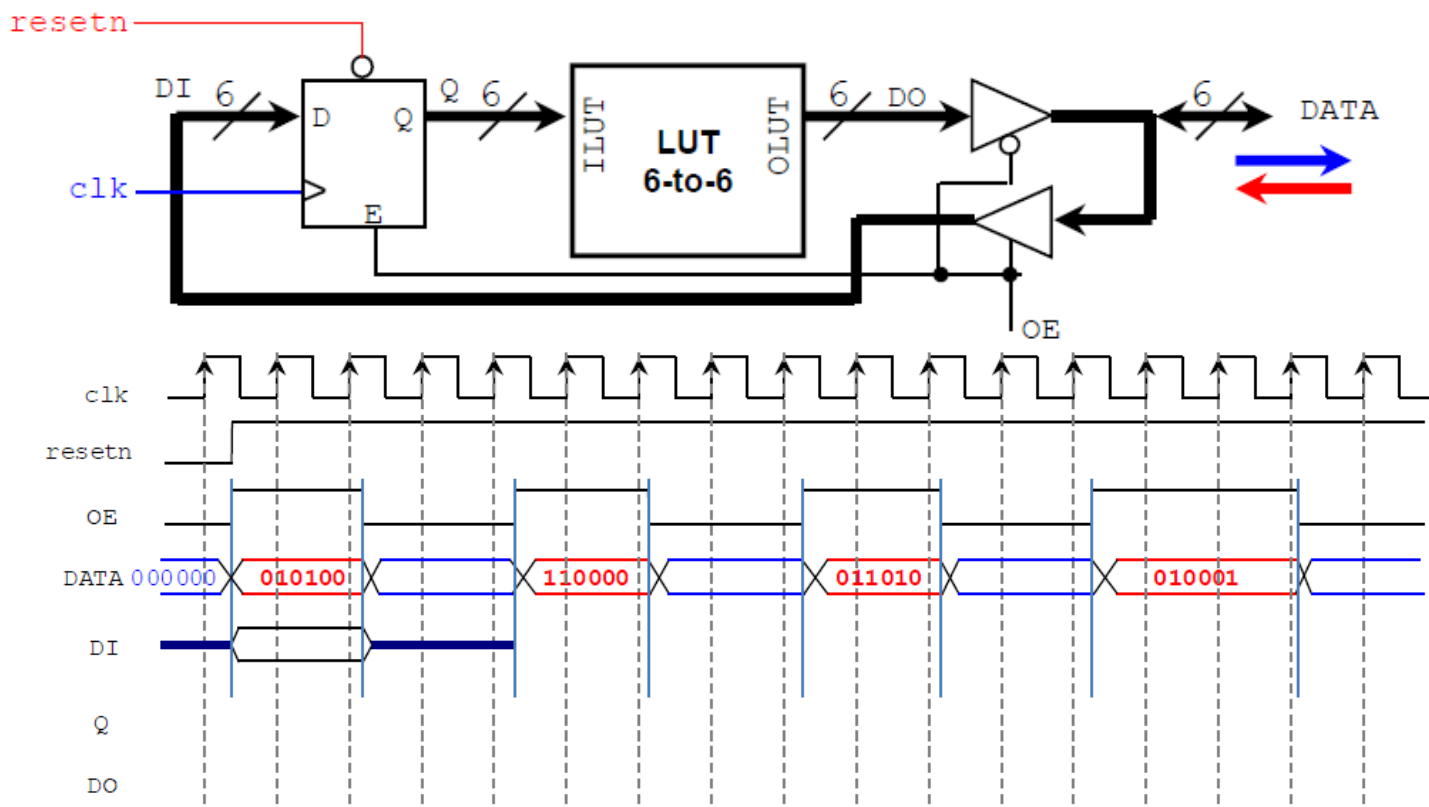 resetn
DI 6 Q 6 6 DO 6 DATA
D Q
ILUT LUT 6-to-6 OLUT
clk
E
OE
clk
resetn
OE
DATA 000000 010100 110000 011010 010001
DI
Q
DO